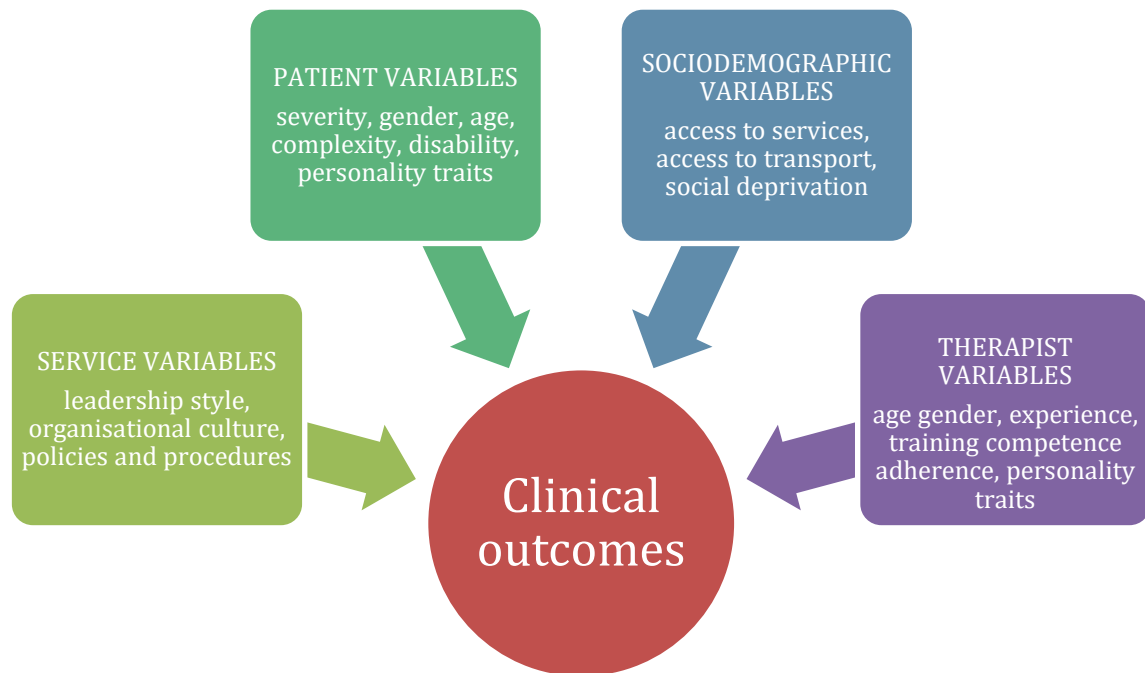 PATIENT VARIABLES
severity, gender, age,
complexity, disability,
personality traits
SOCIODEMOGRAPHIC
VARIABLES
access to services,
access to transport,
social deprivation
SERVICE VARIABLES
leadership style,
organisational culture,
policies and procedures
THERAPIST
VARIABLES
age gender, experience,
training competence
adherence, personality
traits
Clinical
outcomes